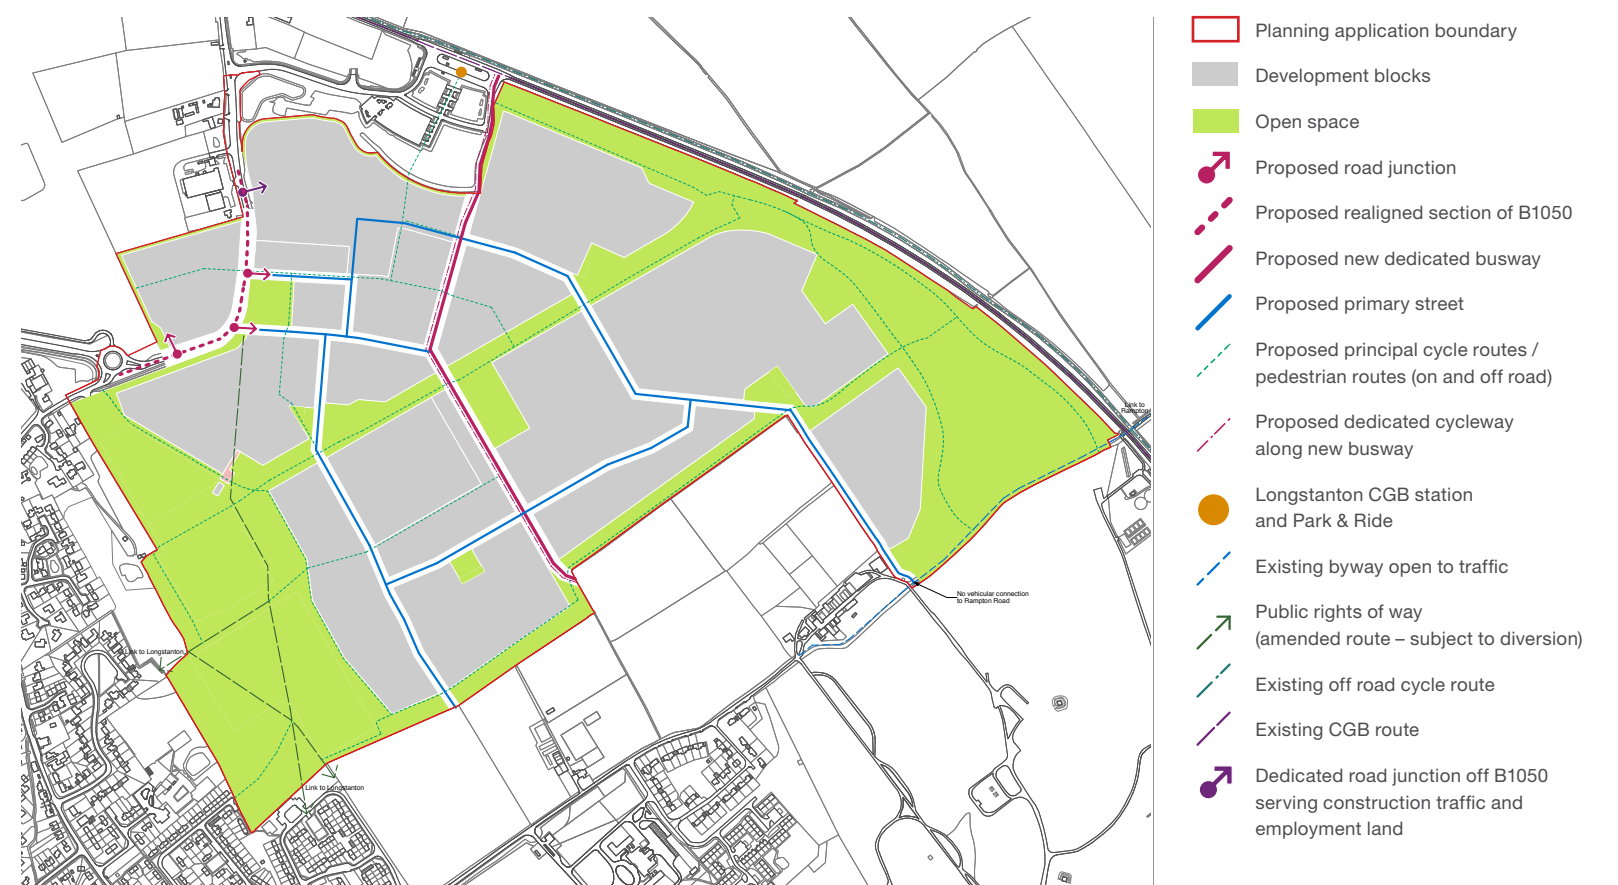 Link to
Rampton
No vehicular connection
to Rampton Road
Link to Longstanton
Link to Longstanton
Planning application boundary
Development blocks
Open space
Proposed road junction
Proposed realigned section of B1050
Proposed new dedicated busway
Proposed primary street
Proposed principal cycle routes /
pedestrian routes (on and off road)
Proposed dedicated cycleway
along new busway
Longstanton CGB station
and Park & Ride
Existing byway open to traffic
Public rights of way
(amended route – subject to diversion)
Existing off road cycle route
Existing CGB route
Dedicated road junction off B1050
serving construction traffic and
employment land